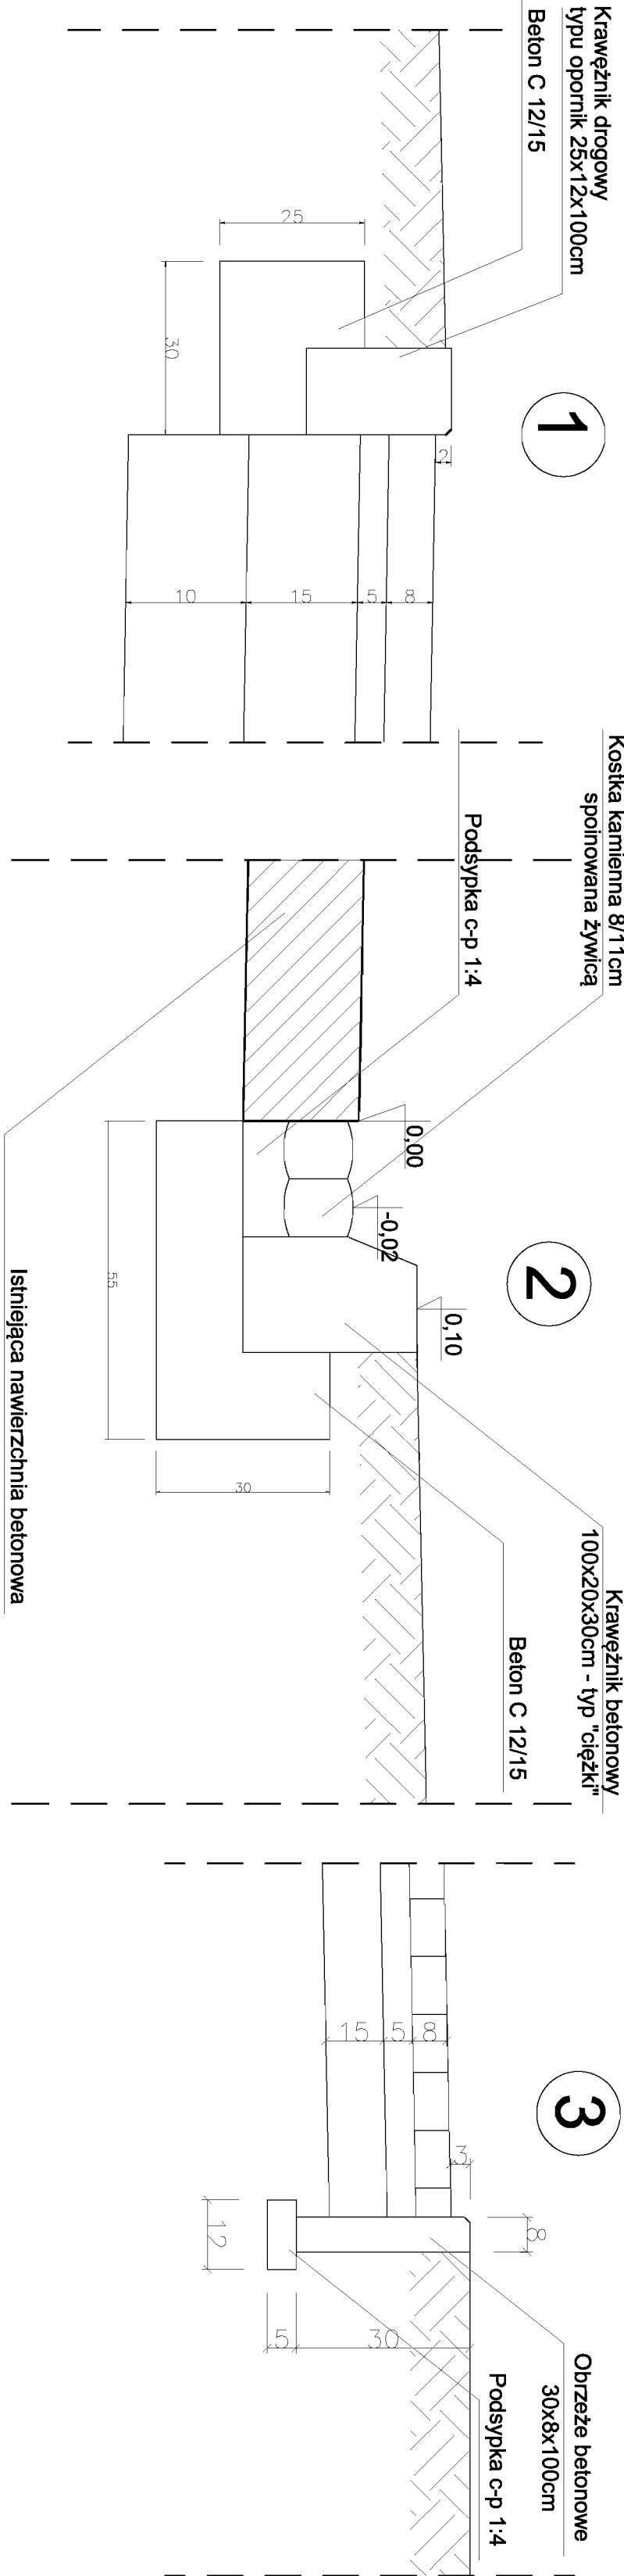 1
Krawężnik drogowy
typu opornik 25x12x100cm
Beton C 12/15
25
30
2
10
15
5
8
2
Kostka kamienna 8/11cm
spoinowana żywicą
Podsypka c-p 1:4
0,00
-0,02
0,10
55
30
Krawężnik betonowy
100x20x30cm - typ "ciężki"
Beton C 12/15
Istniejąca nawierzchnia betonowa
3
15
5
8
3
8
12
5
30
Obrzeże betonowe
30x8x100cm
Podsypka c-p 1:4